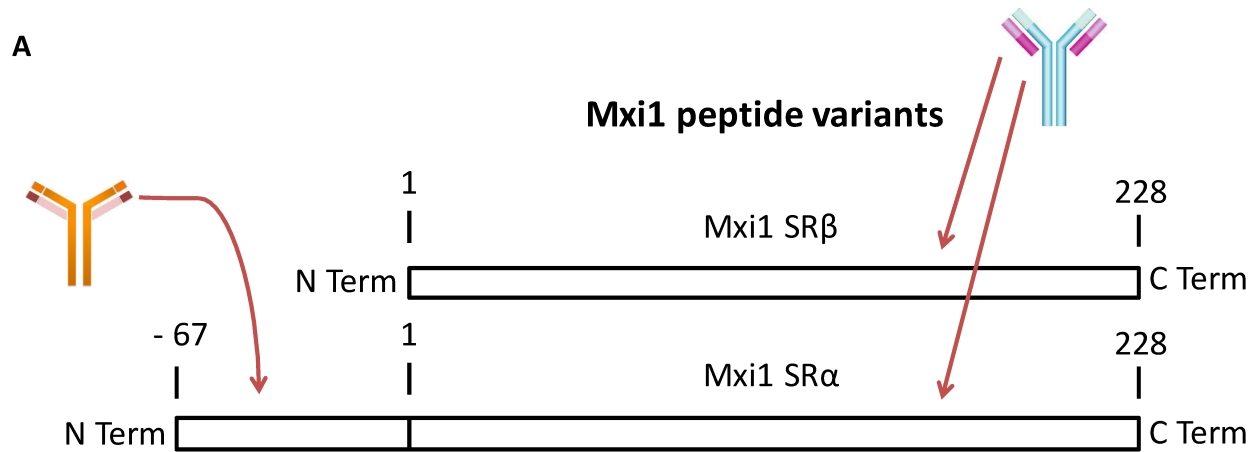 A
Mxi1 peptide variants
1
228
Mxi1 SRβ
N Term
C Term
- 67
1
228
Mxi1 SRα
N Term
C Term